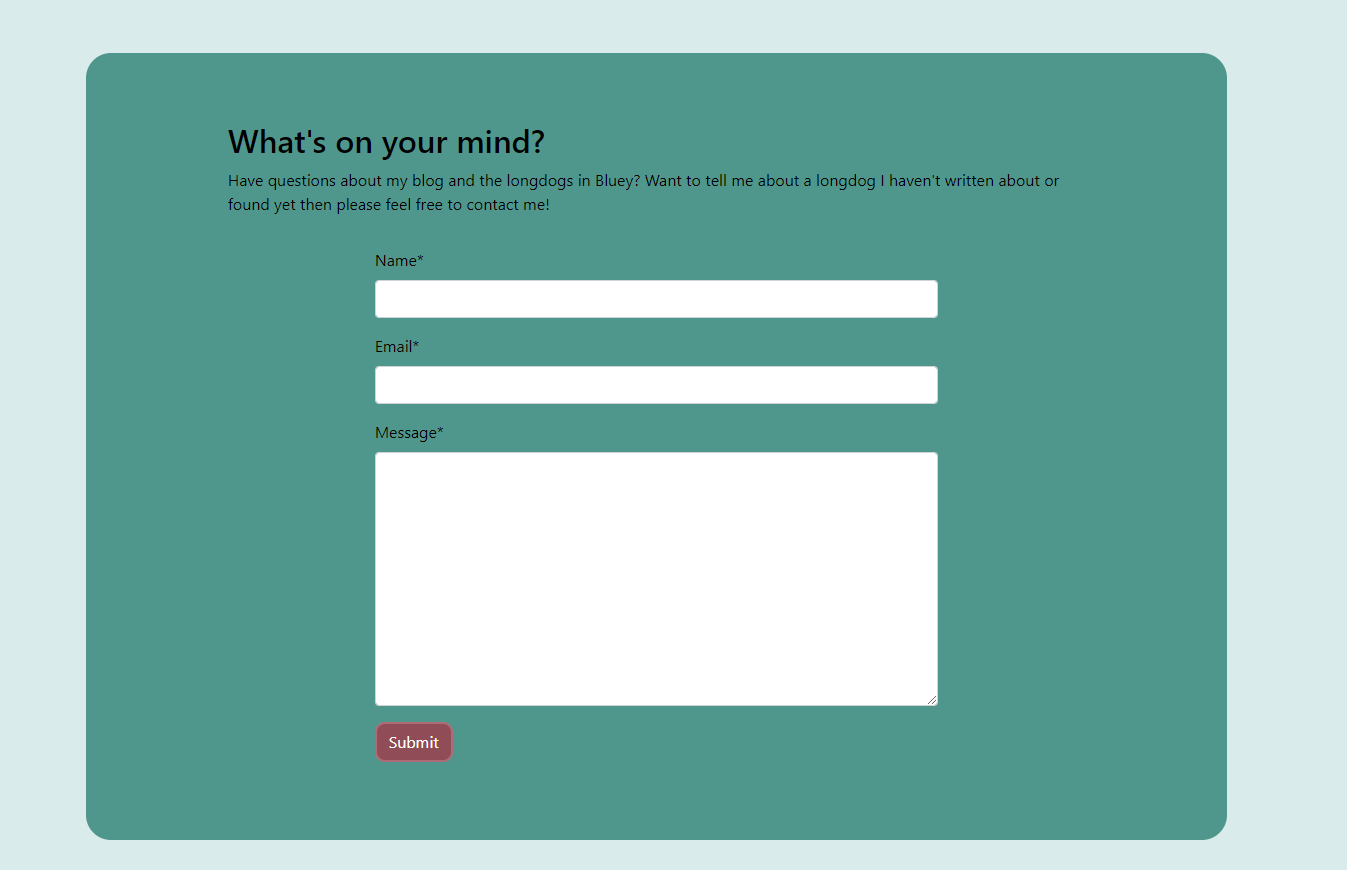 What's on your mind?
Have questions about my blog and the longdogs in Bluey? Want to tell me about a longdog I haven't written about or
found yet then please feel free to contact me!
Name*
Email*
Message*
Submit